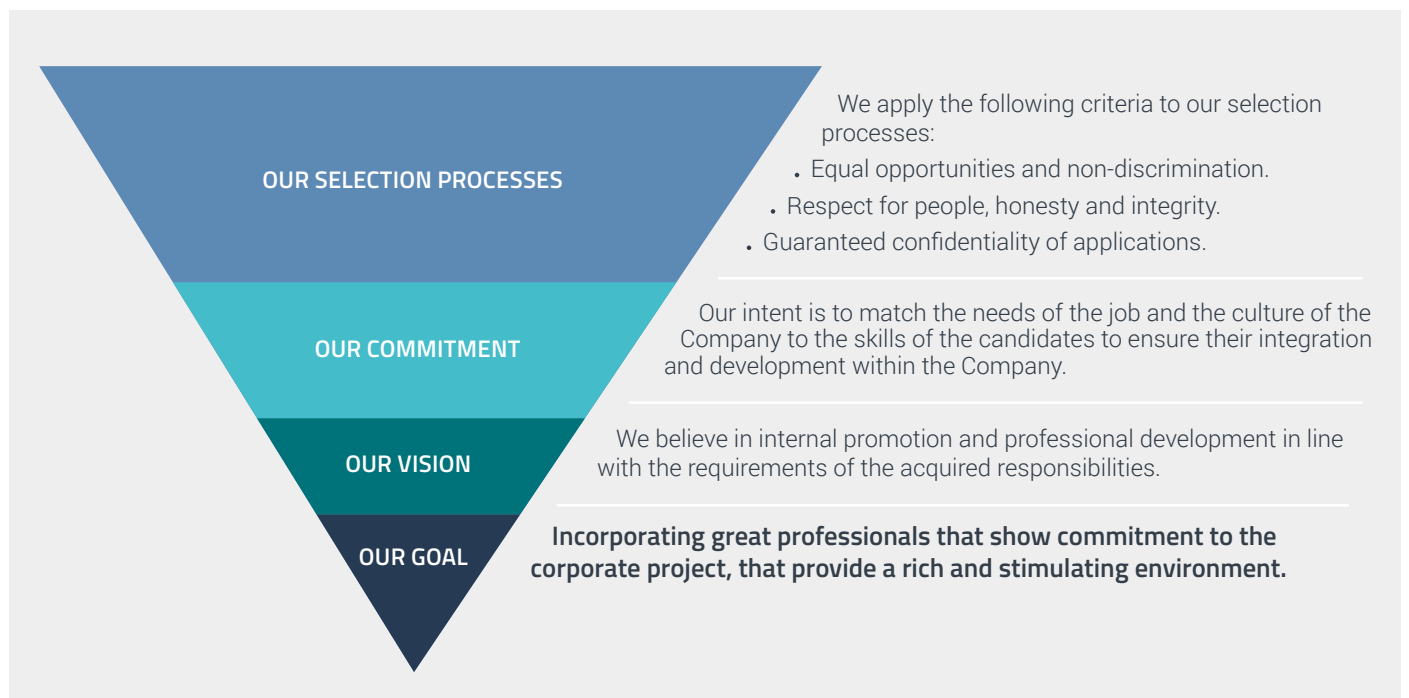 OUR SELECTION PROCESSES
We apply the following criteria to our selection
processes:
. Equal opportunities and non-discrimination.
. Respect for people, honesty and integrity.
. Guaranteed confidentiality of applications.
OUR COMMITMENT
Our intent is to match the needs of the job and the culture of the
Company to the skills of the candidates to ensure their integration
and development within the Company.
OUR VISION
We believe in internal promotion and professional development in line
with the requirements of the acquired responsibilities.
OUR GOAL
Incorporating great professionals that show commitment to the
corporate project, that provide a rich and stimulating environment.